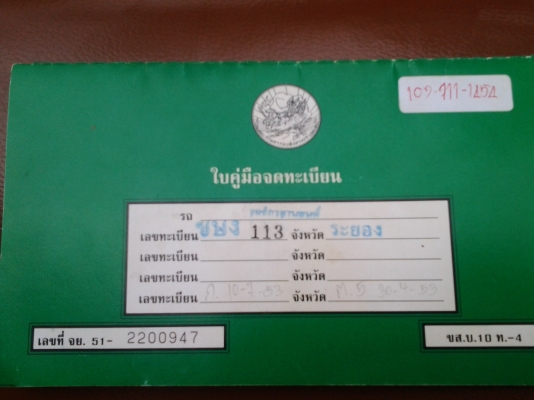 ใบคู่มือจดทะเบียน
รถ รถจักรยานยนต์
เลขทะเบียน ขษง 113 จังหวัด ระยอง
เลขทะเบียน จังหวัด
เลขทะเบียน จังหวัด
เลขทะเบียน จังหวัด
เลขที่ จย. 51- 2200947
ขส.บ.10 ท.-4